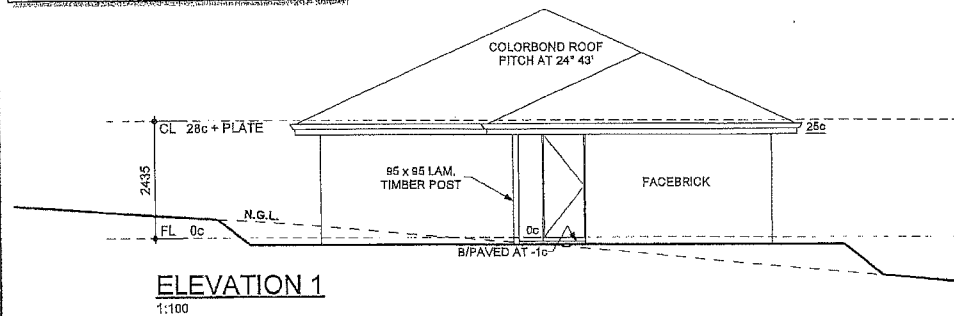 COLORBOND ROOF
PITCH AT 24° 43'
CL 28c + PLATE
25c
2435
95 x 95 LAM.
TIMBER POST
FACEBRICK
N.G.L.
FL 0c
0c
B/PAVED AT -1c
ELEVATION 1
1:100